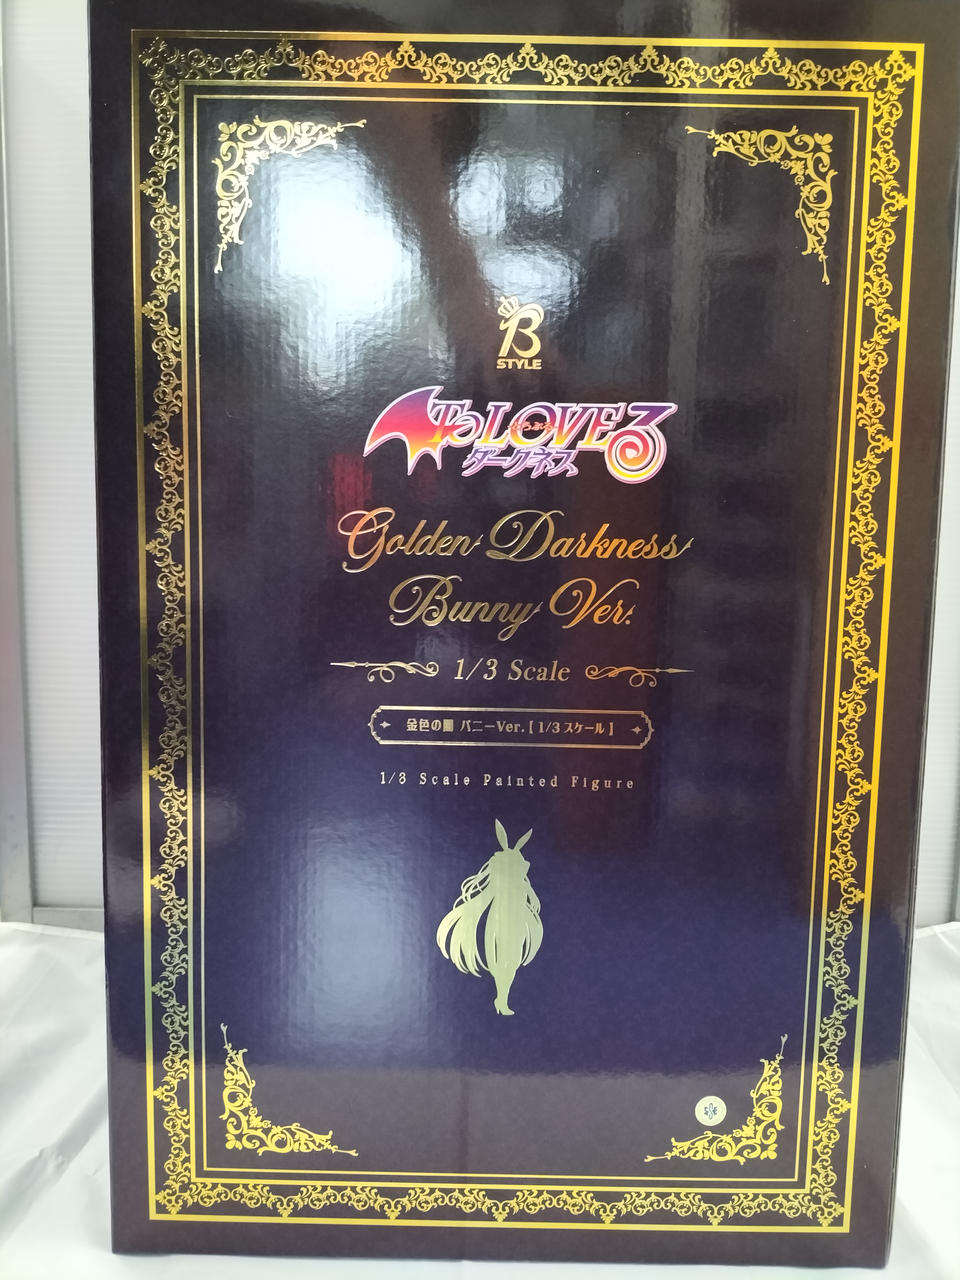 B
STYLE
To LOVEる
とらぶる
ダークネス
Golden Darkness
Bunny Ver.
1/3 Scale
金色の闇 バニーVer.【1/3スケール】
1/3 Scale Painted Figure